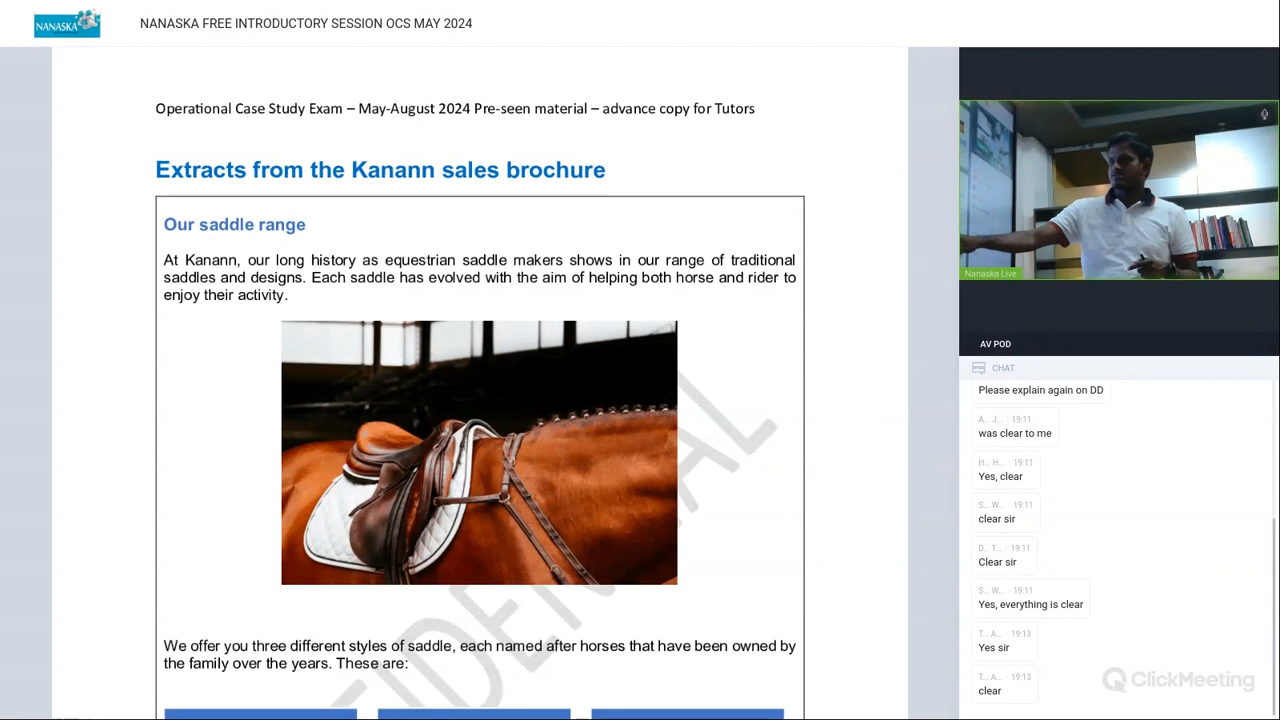 NANASKA
NANASKA FREE INTRODUCTORY SESSION OCS MAY 2024
Operational Case Study Exam – May-August 2024 Pre-seen material – advance copy for Tutors
Extracts from the Kanann sales brochure
Our saddle range
At Kanann, our long history as equestrian saddle makers shows in our range of traditional
saddles and designs. Each saddle has evolved with the aim of helping both horse and rider to
enjoy their activity.
We offer you three different styles of saddle, each named after horses that have been owned by
the family over the years. These are:
Nanaska Live
AV POD
CHAT
Please explain again on DD
A... J... 19:11
was clear to me
H... H... 19:11
Yes, clear
S... W... 19:11
clear sir
D... T... 19:11
Clear sir
S... W... 19:11
Yes, everything is clear
T... A... 19:13
Yes sir
T... A... 19:13
clear
ClickMeeting